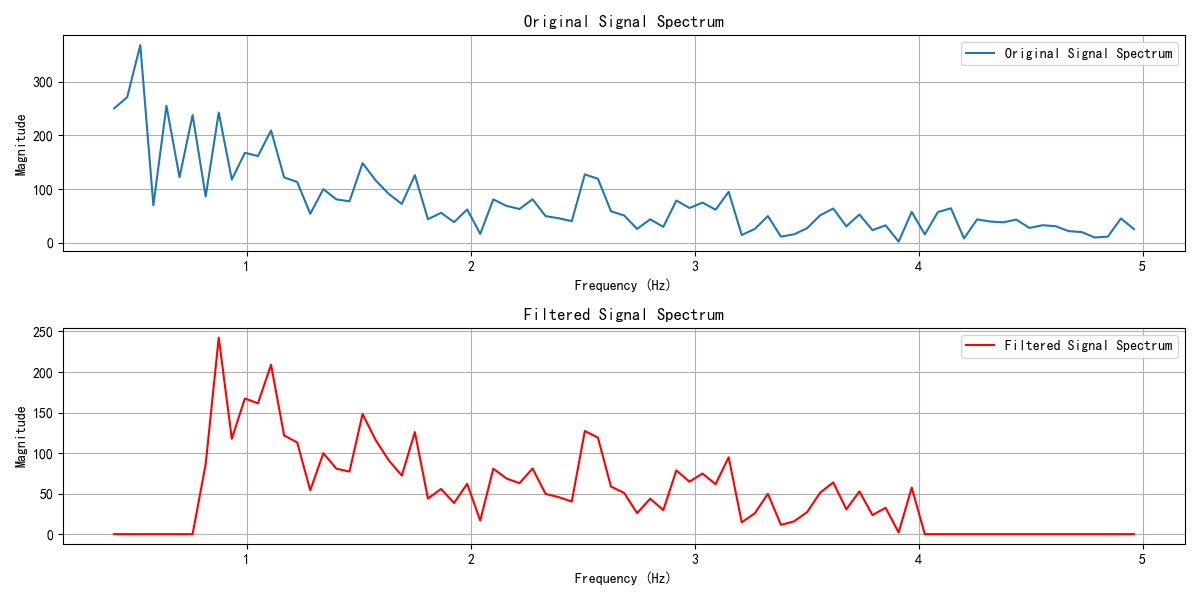 Original Signal Spectrum
Original Signal Spectrum
Magnitude
300
200
100
0
1 2 3 4 5
Frequency (Hz)
Filtered Signal Spectrum
Filtered Signal Spectrum
Magnitude
250
200
150
100
50
0
1 2 3 4 5
Frequency (Hz)